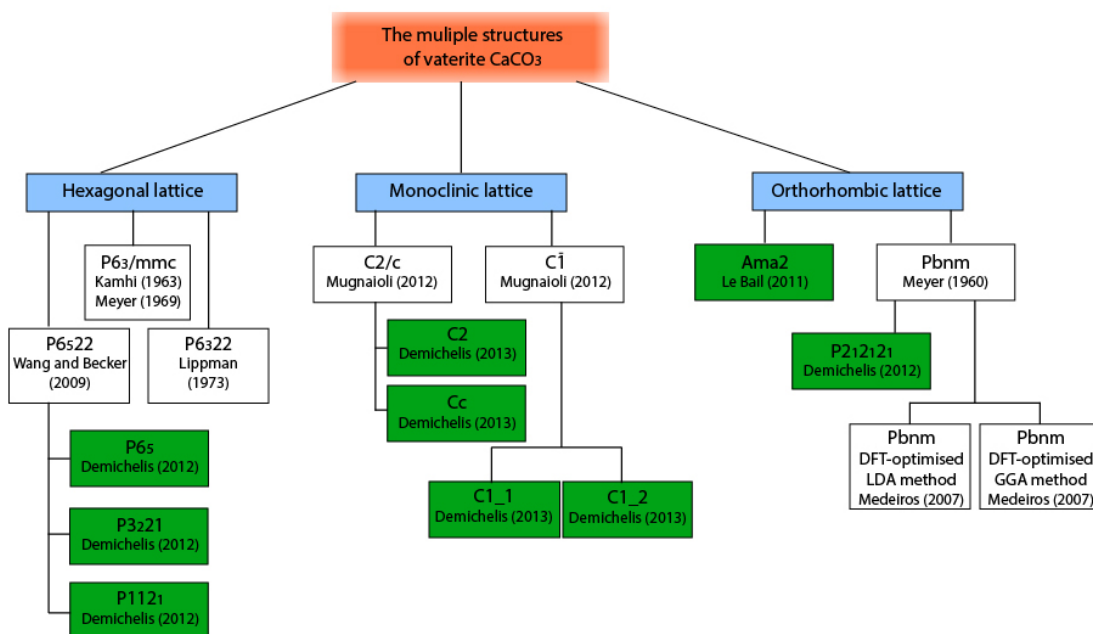 The muliple structures
of vaterite CaCO₃
Hexagonal lattice
Monoclinic lattice
Orthorhombic lattice
P6₃/mmc
Kamhi (1963)
Meyer (1969)
P6₅22
Wang and Becker
(2009)
P6₃22
Lippman
(1973)
P6₅
Demichelis (2012)
P3₂21
Demichelis (2012)
P112₁
Demichelis (2012)
C2/c
Mugnaioli (2012)
C1̄
Mugnaioli (2012)
C2
Demichelis (2013)
Cc
Demichelis (2013)
C1_1
Demichelis (2013)
C1_2
Demichelis (2013)
Ama2
Le Bail (2011)
Pbnm
Meyer (1960)
P2₁2₁2₁
Demichelis (2012)
Pbnm
DFT-optimised
LDA method
Medeiros (2007)
Pbnm
DFT-optimised
GGA method
Medeiros (2007)